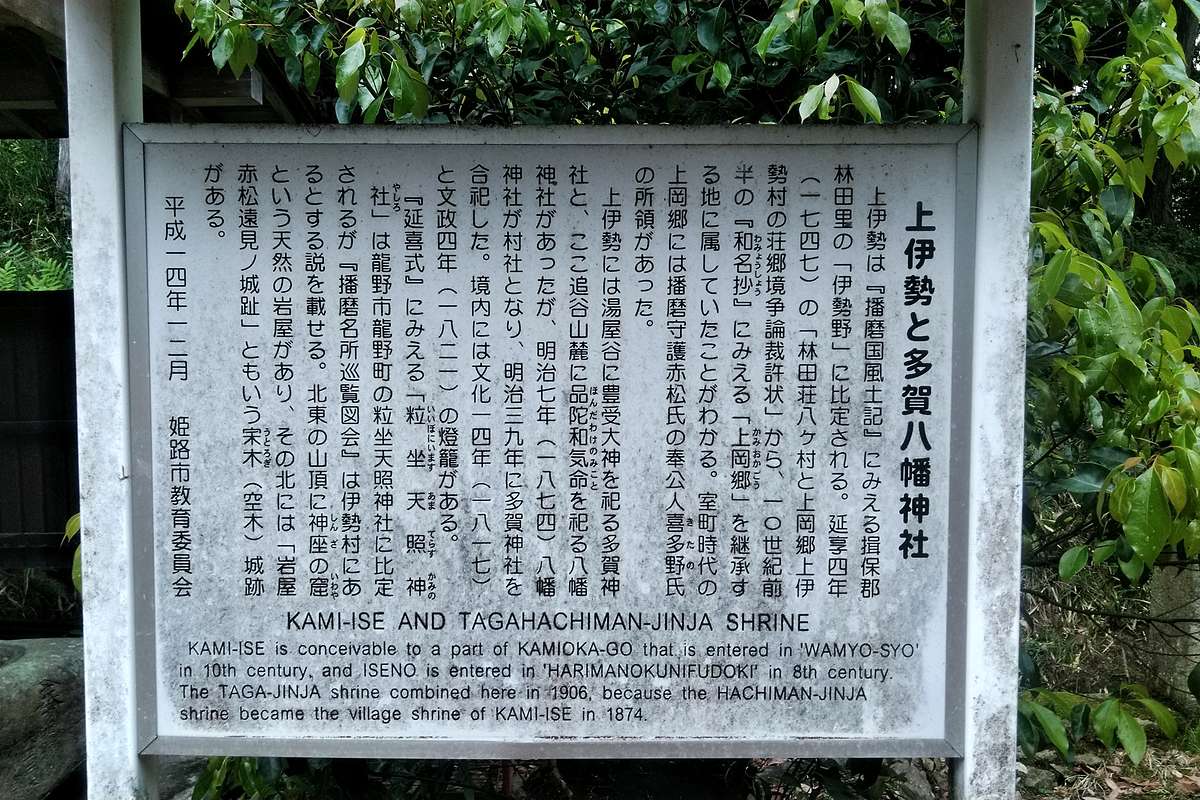 上伊勢と多賀八幡神社
上伊勢は『播磨国風土記』にみえる揖保郡
林田里の「伊勢野」に比定される。延享四年
（一七四七）の「林田荘八ヶ村と上岡郷上伊
勢村の荘郷境争論裁許状」から、一〇世紀前
半の『和名抄』にみえる「上岡郷」を継承す
る地に属していたことがわかる。室町時代の
上岡郷には播磨守護赤松氏の奉公人喜多野氏
の所領があった。
上伊勢には湯屋谷に豊受大神を祀る多賀神
社と、ここ追谷山麓に品陀和気命を祀る八幡
神社があったが、明治七年（一八七四）八幡
神社が村社となり、明治三九年に多賀神社を
合祀した。境内には文化一四年（一八一七）
と文政四年（一八二一）の燈籠がある。
『延喜式』にみえる「粒坐天照神
社」は龍野市龍野町の粒坐天照神社に比定
されるが『播磨名所巡覧図会』は伊勢村にあ
るとする説を載せる。北東の山頂に神座の窟
という天然の岩屋があり、その北には「岩屋
赤松遠見ノ城趾」ともいう宋木（空木）城跡
がある。
平成一四年一二月 姫路市教育委員会
KAMI-ISE AND TAGAHACHIMAN-JINJA SHRINE
KAMI-ISE is conceivable to a part of KAMIOKA-GO that is entered in 'WAMYO-SYO'
in 10th century, and ISENO is entered in 'HARIMANOKUNIFUDOKI' in 8th century.
The TAGA-JINJA shrine combined here in 1906, because the HACHIMAN-JINJA
shrine became the village shrine of KAMI-ISE in 1874.